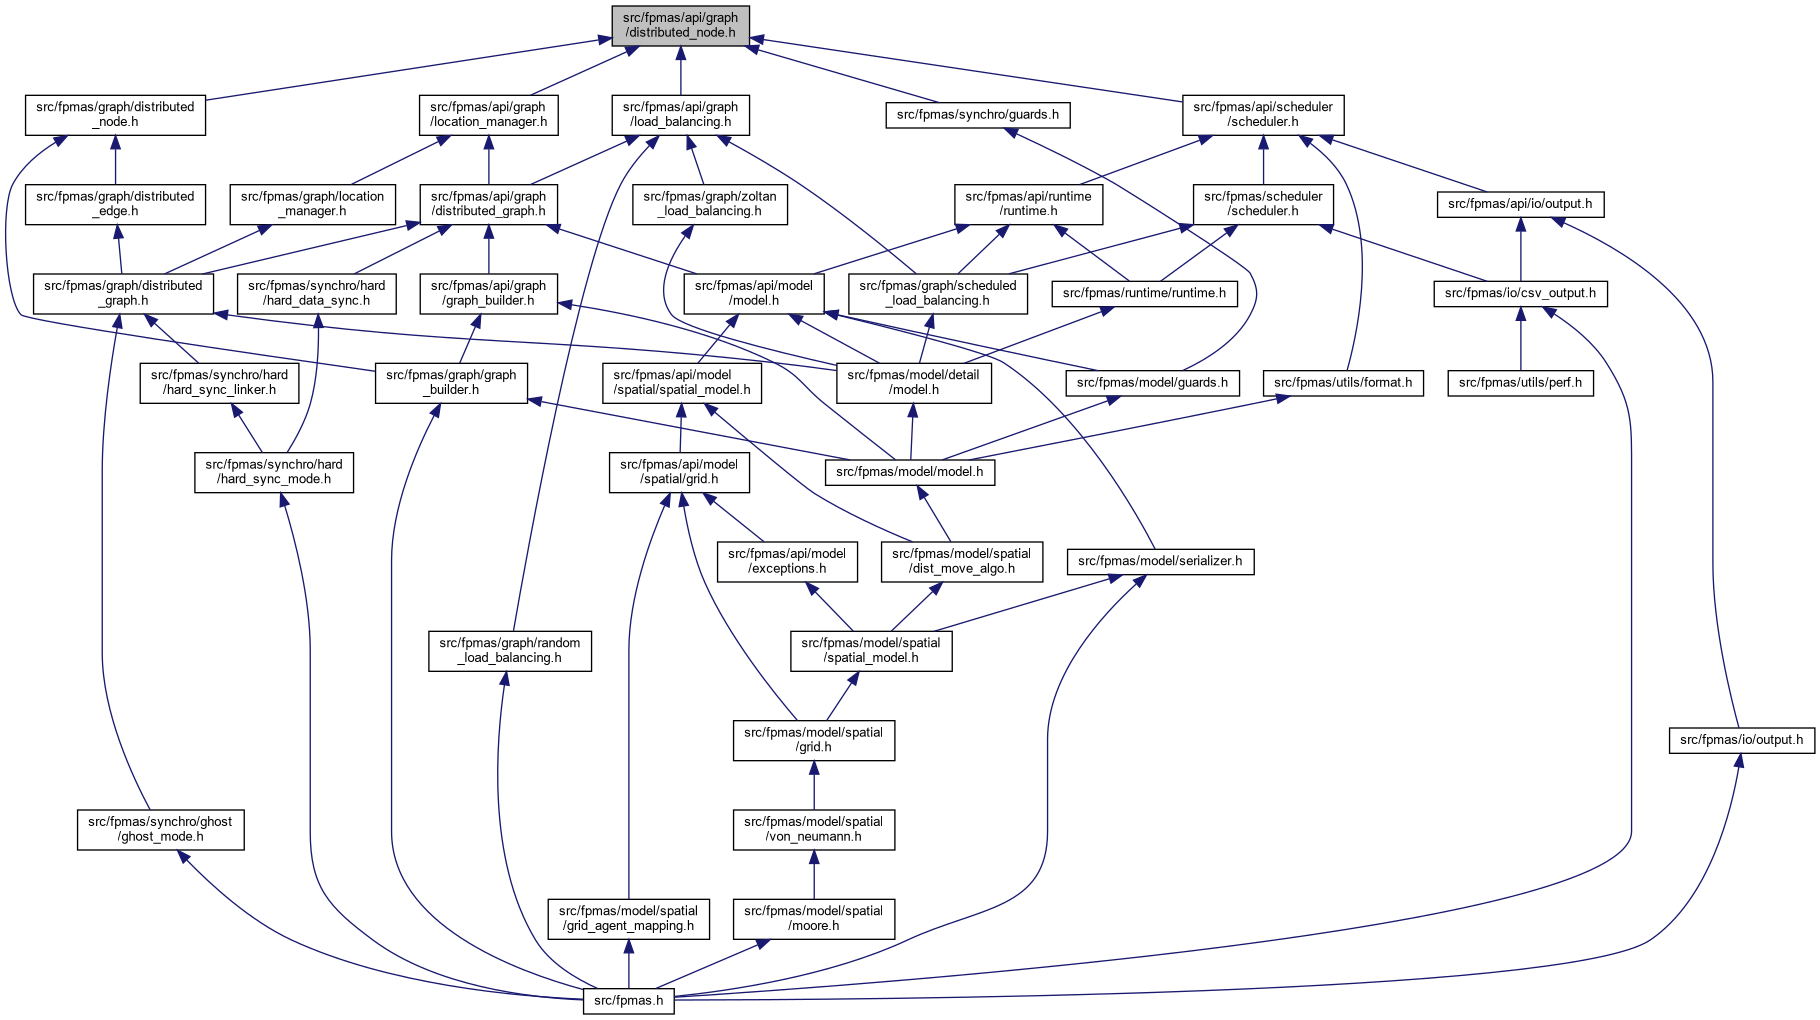 src/fpmas/api/graph
/distributed_node.h
src/fpmas/graph/distributed
_node.h
src/fpmas/api/graph
/location_manager.h
src/fpmas/api/graph
/load_balancing.h
src/fpmas/synchro/guards.h
src/fpmas/api/scheduler
/scheduler.h
src/fpmas/graph/distributed
_edge.h
src/fpmas/graph/location
_manager.h
src/fpmas/api/graph
/distributed_graph.h
src/fpmas/graph/zoltan
_load_balancing.h
src/fpmas/api/runtime
/runtime.h
src/fpmas/scheduler
/scheduler.h
src/fpmas/api/io/output.h
src/fpmas/graph/distributed
_graph.h
src/fpmas/synchro/hard
/hard_data_sync.h
src/fpmas/api/graph
/graph_builder.h
src/fpmas/api/model
/model.h
src/fpmas/graph/scheduled
_load_balancing.h
src/fpmas/runtime/runtime.h
src/fpmas/io/csv_output.h
src/fpmas/synchro/hard
/hard_sync_linker.h
src/fpmas/graph/graph
_builder.h
src/fpmas/api/model
/spatial/spatial_model.h
src/fpmas/model/detail
/model.h
src/fpmas/model/guards.h
src/fpmas/utils/format.h
src/fpmas/utils/perf.h
src/fpmas/synchro/hard
/hard_sync_mode.h
src/fpmas/api/model
/spatial/grid.h
src/fpmas/model/model.h
src/fpmas/api/model
/exceptions.h
src/fpmas/model/spatial
/dist_move_algo.h
src/fpmas/model/serializer.h
src/fpmas/graph/random
_load_balancing.h
src/fpmas/model/spatial
/spatial_model.h
src/fpmas/model/spatial
/grid.h
src/fpmas/io/output.h
src/fpmas/synchro/ghost
/ghost_mode.h
src/fpmas/model/spatial
/von_neumann.h
src/fpmas/model/spatial
/grid_agent_mapping.h
src/fpmas/model/spatial
/moore.h
src/fpmas.h